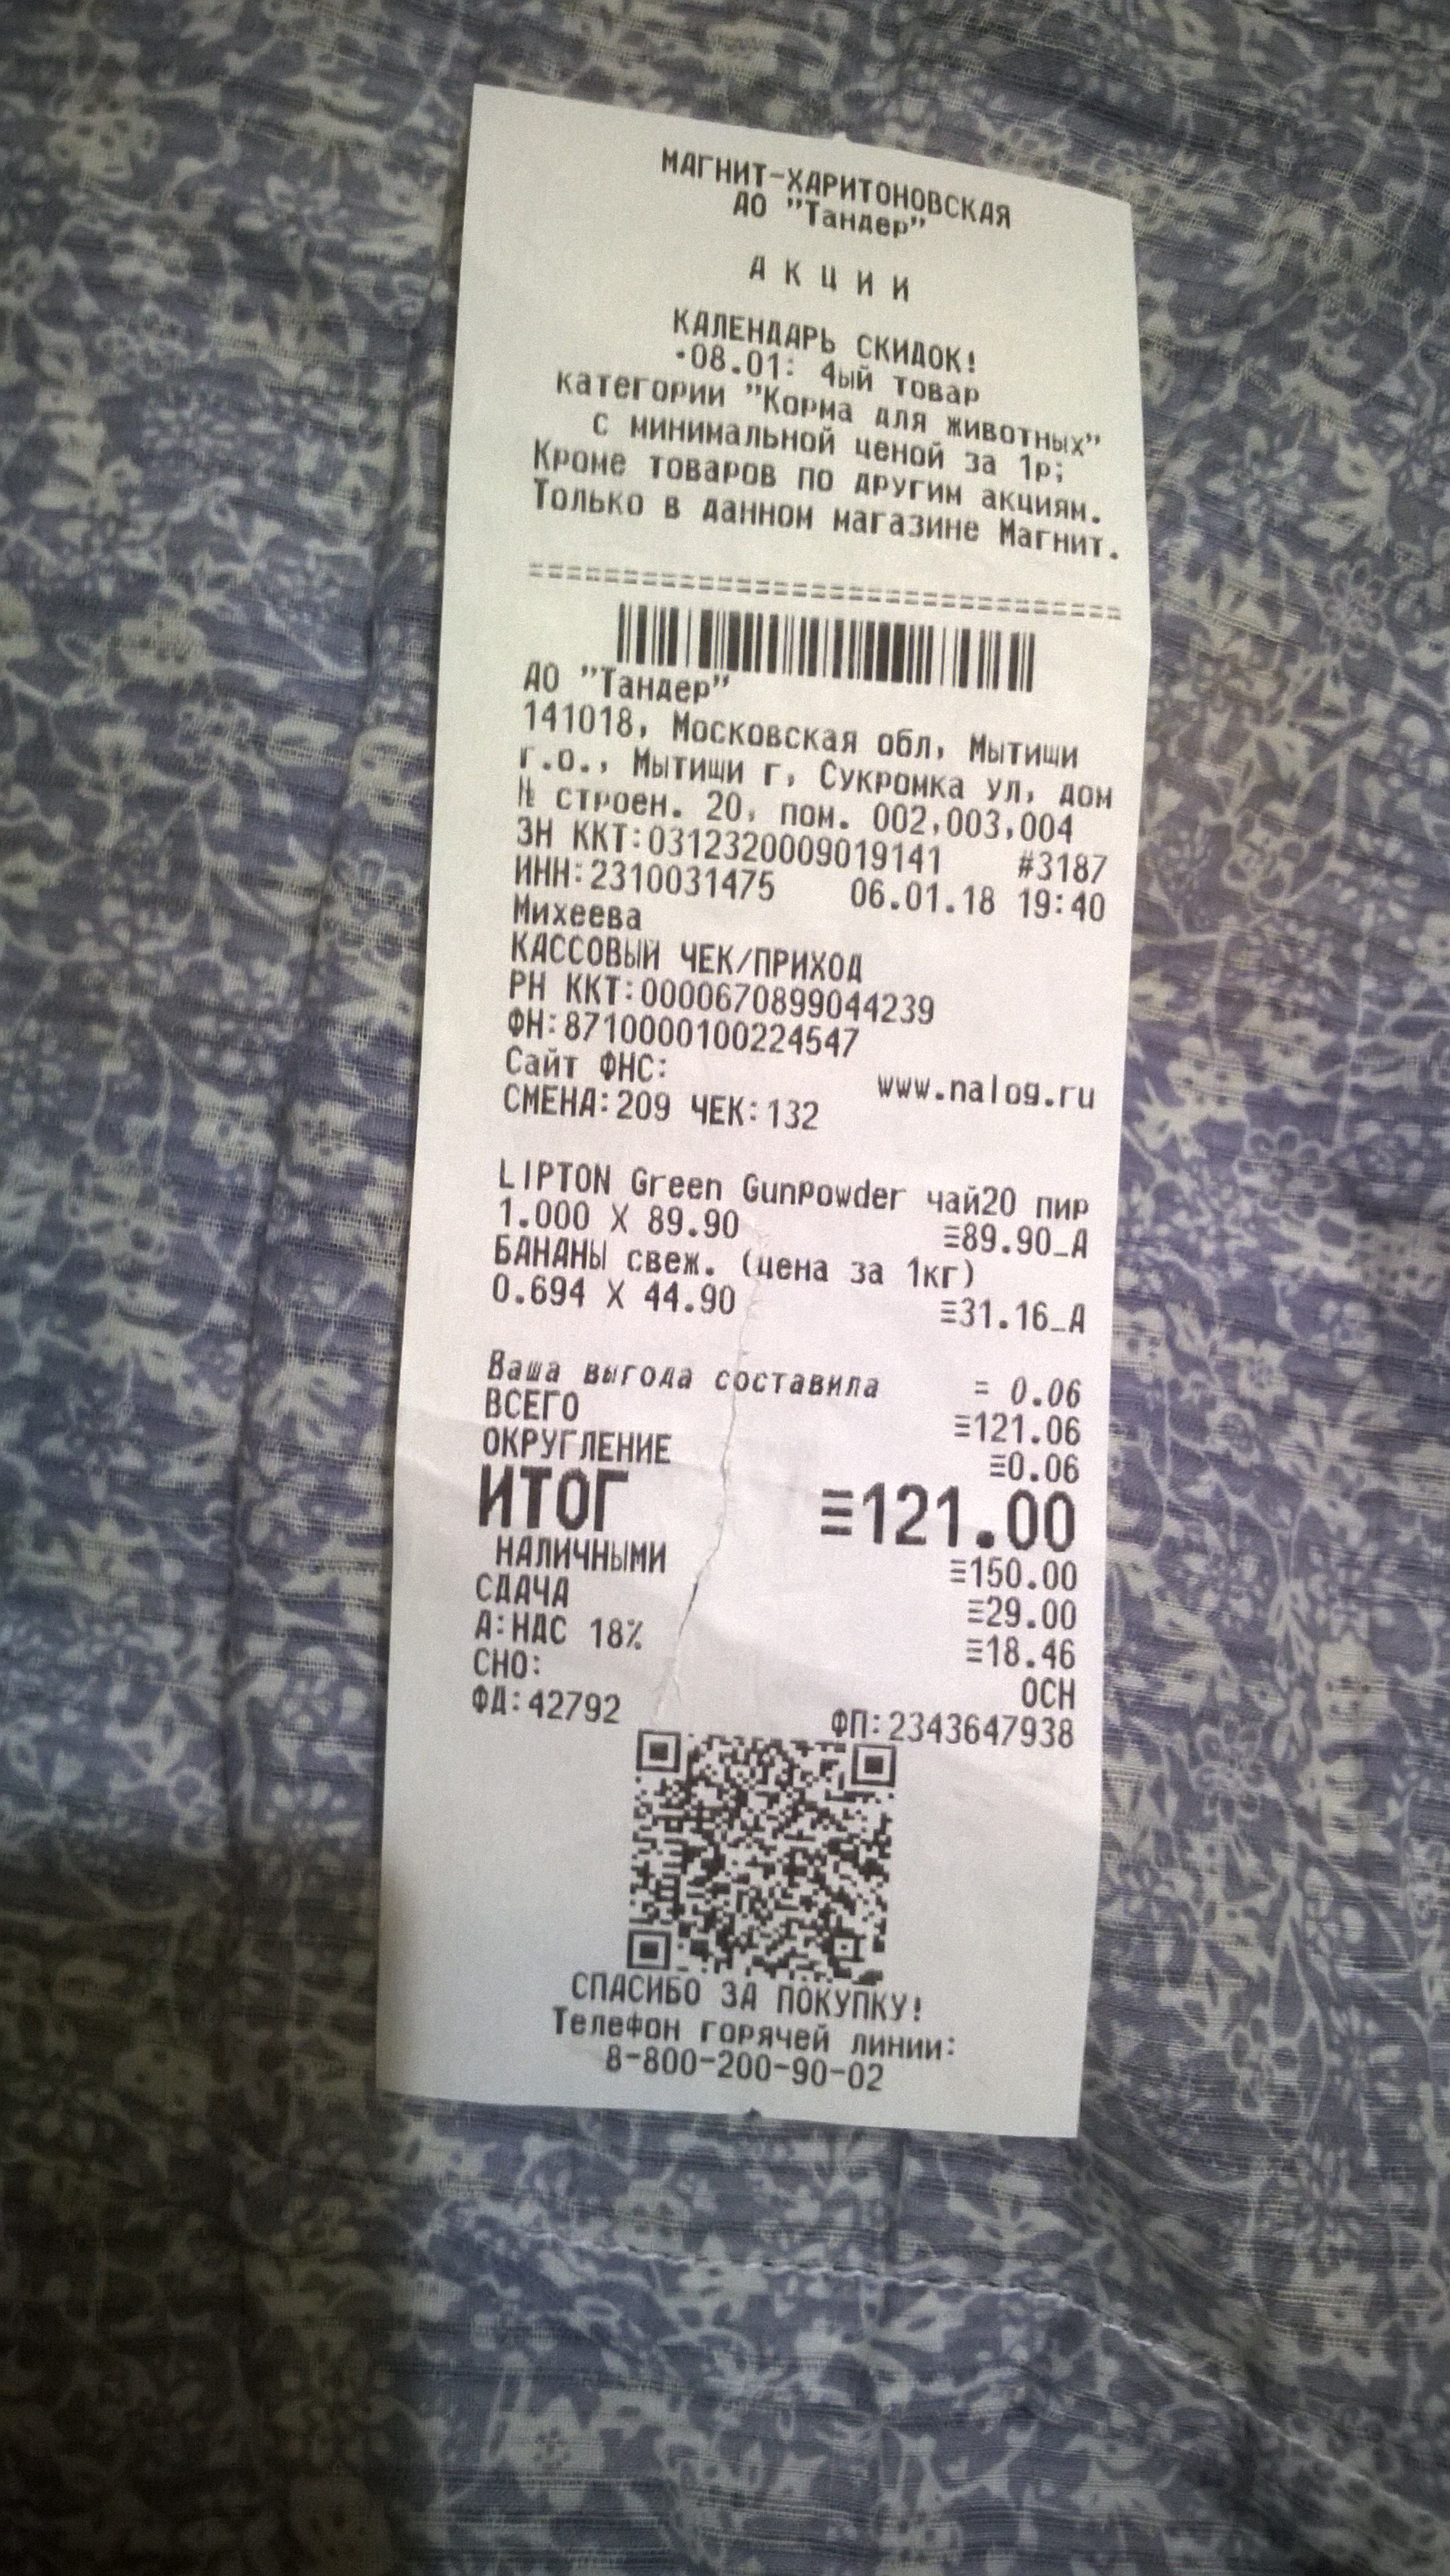 МАГНИТ-ХАРИТОНОВСКАЯ
АО "Тандер"
А К Ц И И
КАЛЕНДАРЬ СКИДОК!
•08.01: 4ый товар
категории "Корма для животных"
с минимальной ценой за 1р;
Кроме товаров по другим акциям.
Только в данном магазине Магнит.
================================
АО "Тандер"
141018, Московская обл, Мытищи
г.о., Мытищи г, Сукромка ул, дом
№ строен. 20, пом. 002,003,004
ЗН ККТ:0312320009019141 #3187
ИНН:2310031475 06.01.18 19:40
Михеева
КАССОВЫЙ ЧЕК/ПРИХОД
РН ККТ:0000670899044239
ФН:8710000100224547
Сайт ФНС: www.nalog.ru
СМЕНА:209 ЧЕК:132
LIPTON Green GunPowder чай20 пир
1.000 X 89.90 ≡89.90_А
БАНАНЫ свеж. (цена за 1кг)
0.694 X 44.90 ≡31.16_А
Ваша выгода составила = 0.06
ВСЕГО ≡121.06
ОКРУГЛЕНИЕ ≡0.06
ИТОГ ≡121.00
НАЛИЧНЫМИ ≡150.00
СДАЧА ≡29.00
А:НДС 18% ≡18.46
СНО: ОСН
ФД:42792 ФП:2343647938
СПАСИБО ЗА ПОКУПКУ!
Телефон горячей линии:
8-800-200-90-02